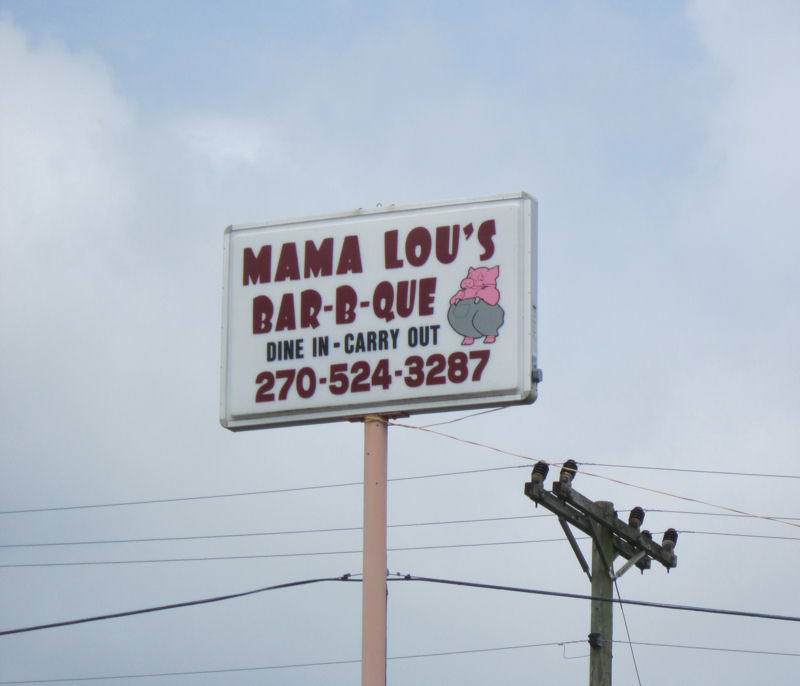 MAMA LOU'S
BAR-B-QUE
DINE IN - CARRY OUT
270-524-3287